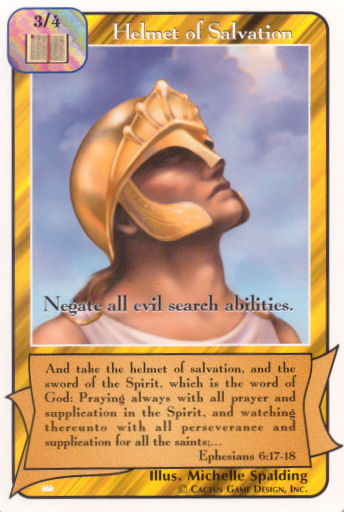 3/4
Helmet of Salvation
Negate all evil search abilities.
And take the helmet of salvation, and the
sword of the Spirit, which is the word of
God: Praying always with all prayer and
supplication in the Spirit, and watching
thereunto with all perseverance and
supplication for all the saints;...
Ephesians 6:17-18
Illus. Michelle Spalding
© Cactus Game Design, Inc.